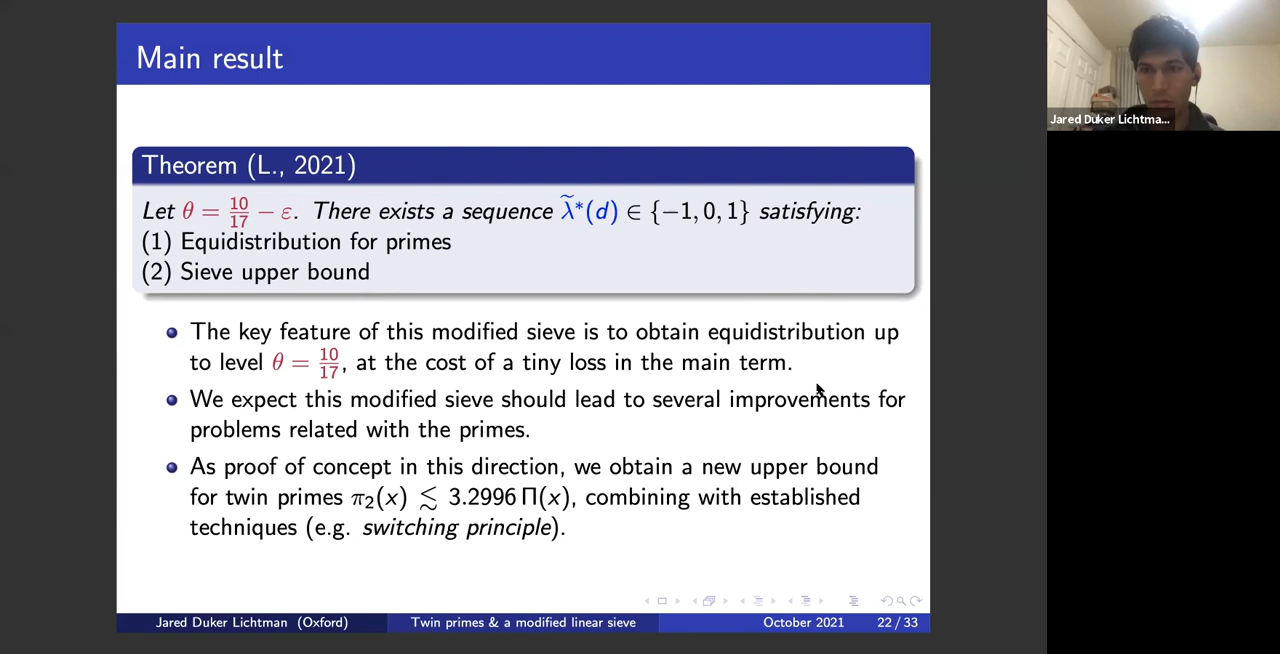 Main result
Jared Duker Lichtma...
Theorem (L., 2021)
Let θ = 10/17 − ε. There exists a sequence λ̃*(d) ∈ {−1, 0, 1} satisfying:
(1) Equidistribution for primes
(2) Sieve upper bound
The key feature of this modified sieve is to obtain equidistribution up
to level θ = 10/17, at the cost of a tiny loss in the main term.
We expect this modified sieve should lead to several improvements for
problems related with the primes.
As proof of concept in this direction, we obtain a new upper bound
for twin primes π₂(x) ≲ 3.2996 Π(x), combining with established
techniques (e.g. switching principle).
Jared Duker Lichtman (Oxford) Twin primes & a modified linear sieve October 2021 22 / 33